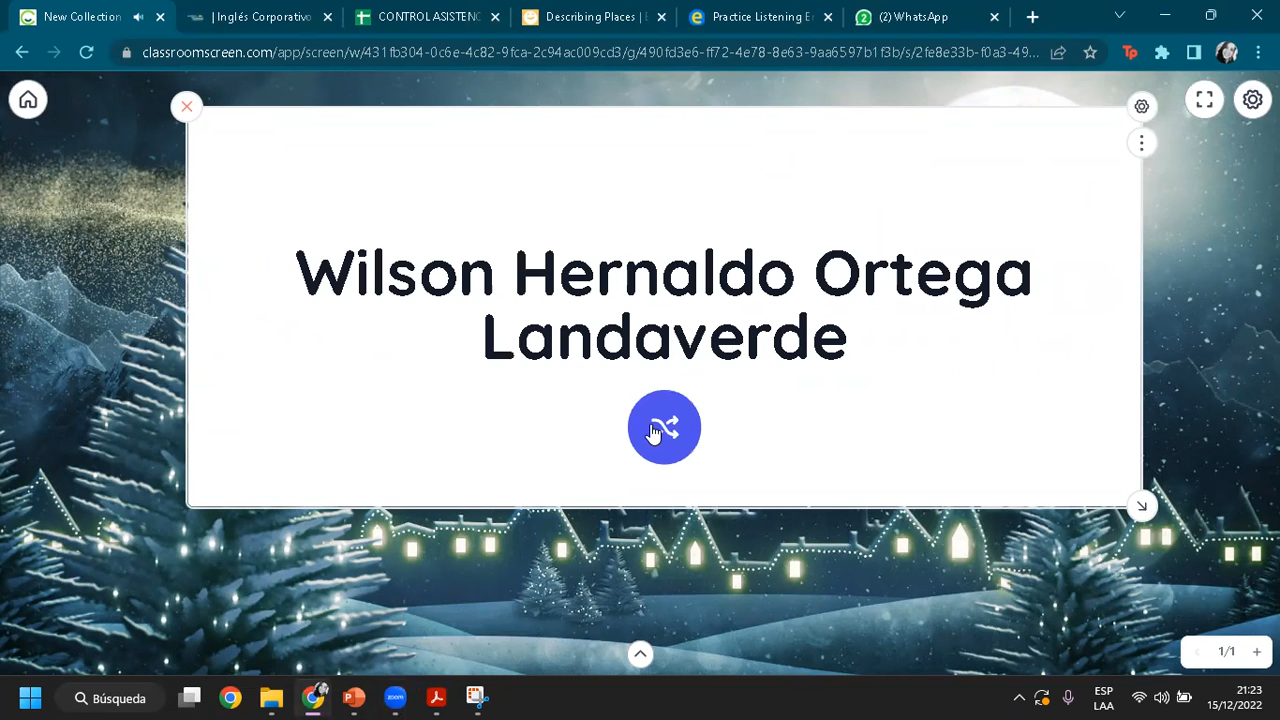 New Collection
| Inglés Corporativo
CONTROL ASISTENC
Describing Places | E
Practice Listening E
(2) WhatsApp
classroomscreen.com/app/screen/w/431fb304-0c6e-4c82-9fca-2c94ac009cd3/g/490fd3e6-ff72-4e78-8e63-9aa6597b1f3b/s/2fe8e33b-f0a3-49...
Wilson Hernaldo Ortega
Landaverde
1/1
Búsqueda
ESP
LAA
21:23
15/12/2022